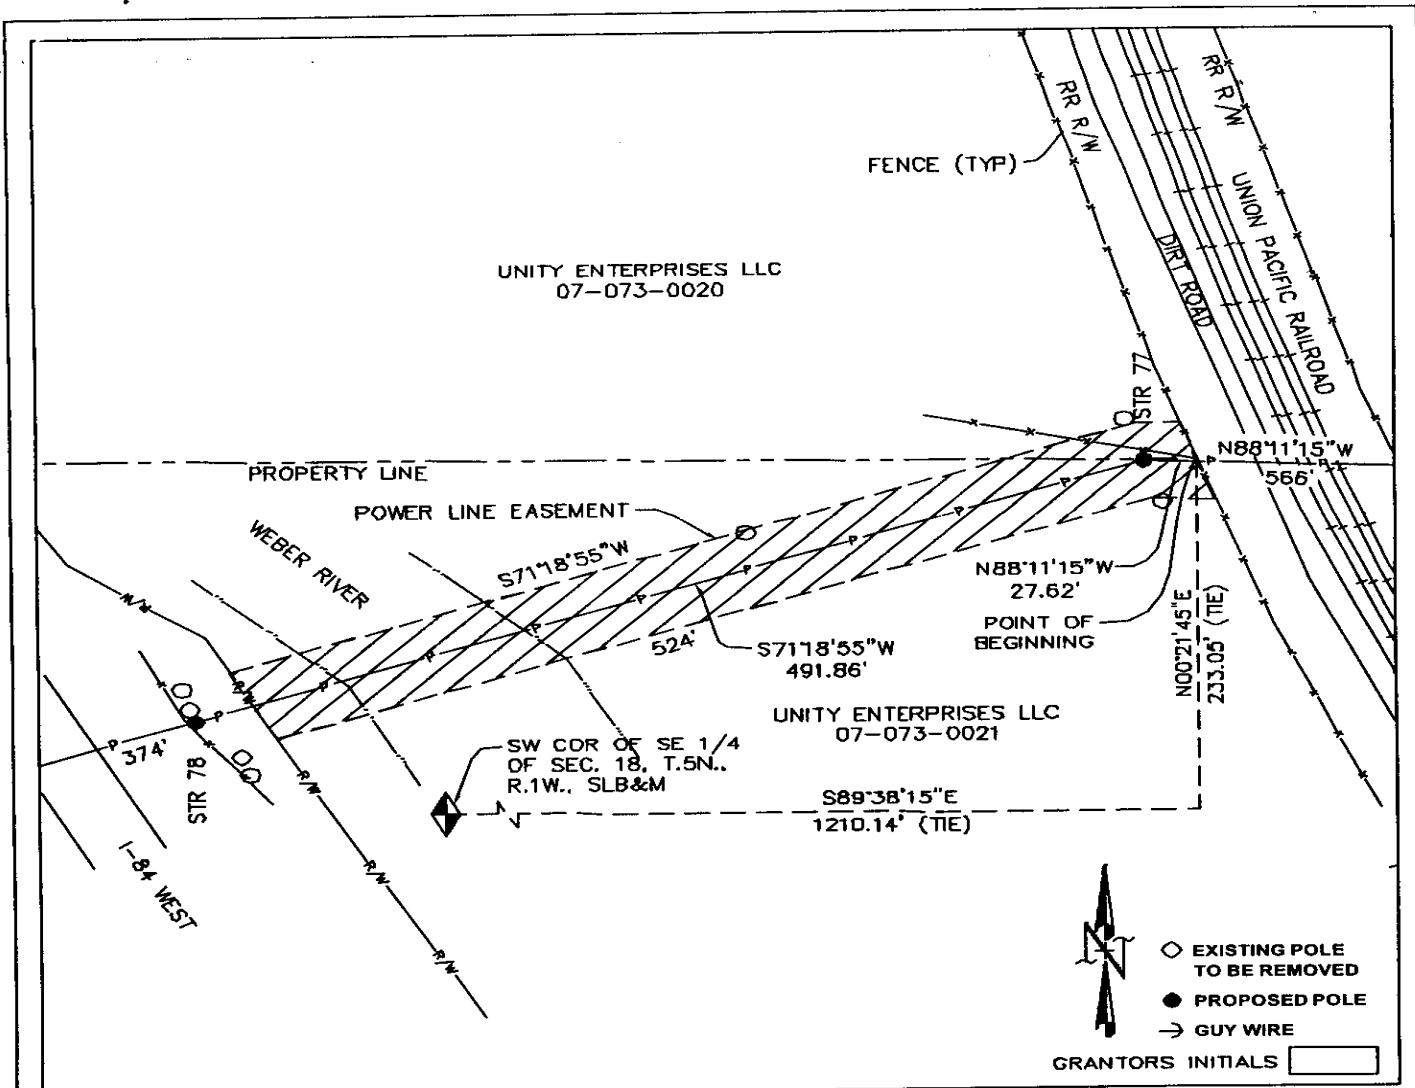 RR R/W
RR R/W
FENCE (TYP)
UNION PACIFIC RAILROAD
DIRT ROAD
UNITY ENTERPRISES LLC
07-073-0020
STR 77
N88°11'15"W
566'
PROPERTY LINE
POWER LINE EASEMENT
WEBER RIVER
S71°18'55"W
P
P
P
P
P
P
P
P
P
P
P
524'
S71°18'55"W
491.86'
N88°11'15"W
27.62'
POINT OF
BEGINNING
N00°21'45"E
233.05' (TIE)
R/W
R/W
R/W
R/W
R/W
UNITY ENTERPRISES LLC
07-073-0021
374'
STR 78
SW COR OF SE 1/4
OF SEC. 18, T.5N.,
R.1W., SLB&M
S89°38'15"E
1210.14' (TIE)
I-84 WEST
N
EXISTING POLE
TO BE REMOVED
PROPOSED POLE
GUY WIRE
GRANTORS INITIALS